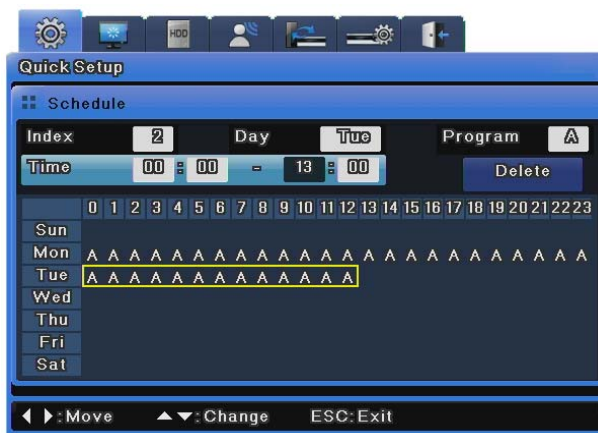 HDD
Quick Setup
Schedule
Index 2 Day Tue Program A
Time 00 : 00 - 13 : 00 Delete
0 1 2 3 4 5 6 7 8 9 10 11 12 13 14 15 16 17 18 19 20 21 22 23
Sun
Mon A A A A A A A A A A A A A A A A A A A A A A A A
Tue A A A A A A A A A A A A A
Wed
Thu
Fri
Sat
:Move :Change ESC:Exit